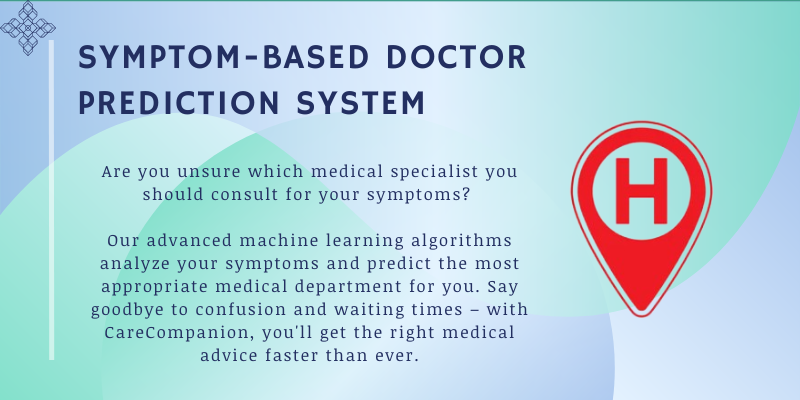 SYMPTOM-BASED DOCTOR
PREDICTION SYSTEM
Are you unsure which medical specialist you
should consult for your symptoms?
Our advanced machine learning algorithms
analyze your symptoms and predict the most
appropriate medical department for you. Say
goodbye to confusion and waiting times – with
CareCompanion, you'll get the right medical
advice faster than ever.
H